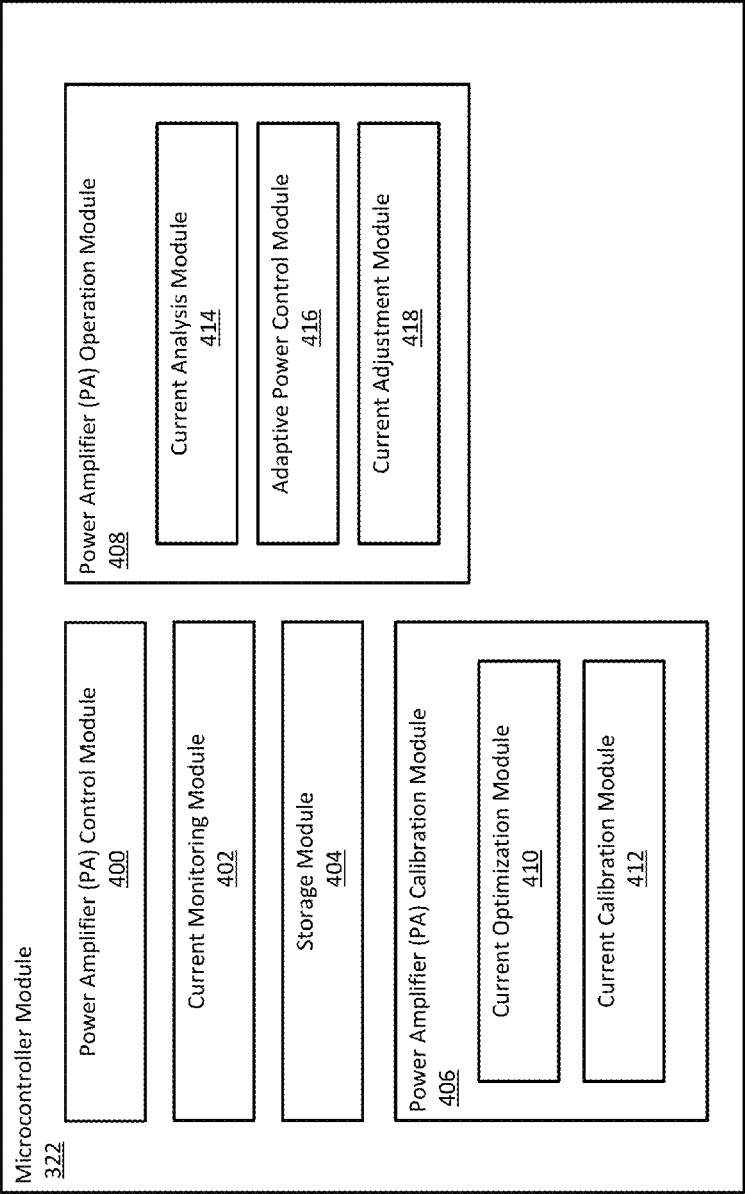 Microcontroller Module
322
Power Amplifier (PA) Control Module
400
Current Monitoring Module
402
Storage Module
404
Power Amplifier (PA) Calibration Module
406
Current Optimization Module
410
Current Calibration Module
412
Power Amplifier (PA) Operation Module
408
Current Analysis Module
414
Adaptive Power Control Module
416
Current Adjustment Module
418